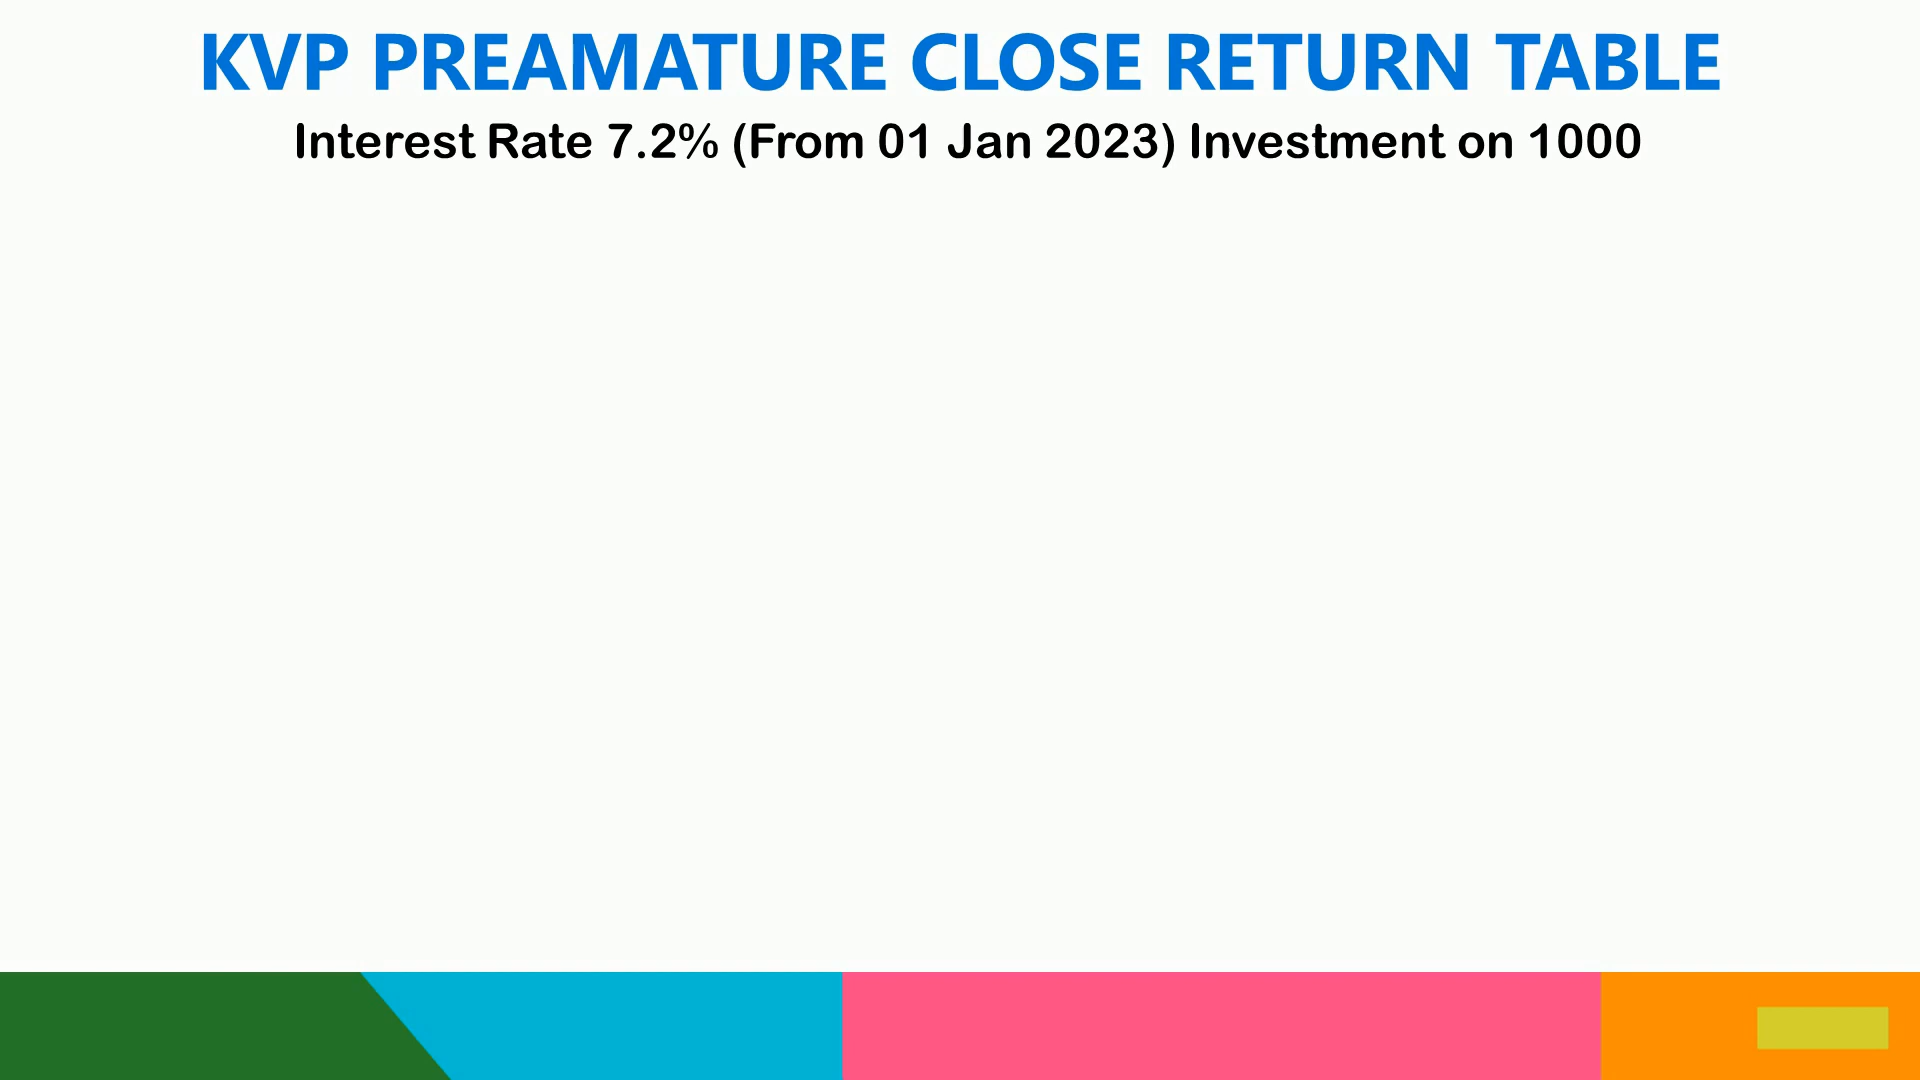 KVP PREAMATURE CLOSE RETURN TABLE
Interest Rate 7.2% (From 01 Jan 2023) Investment on 1000